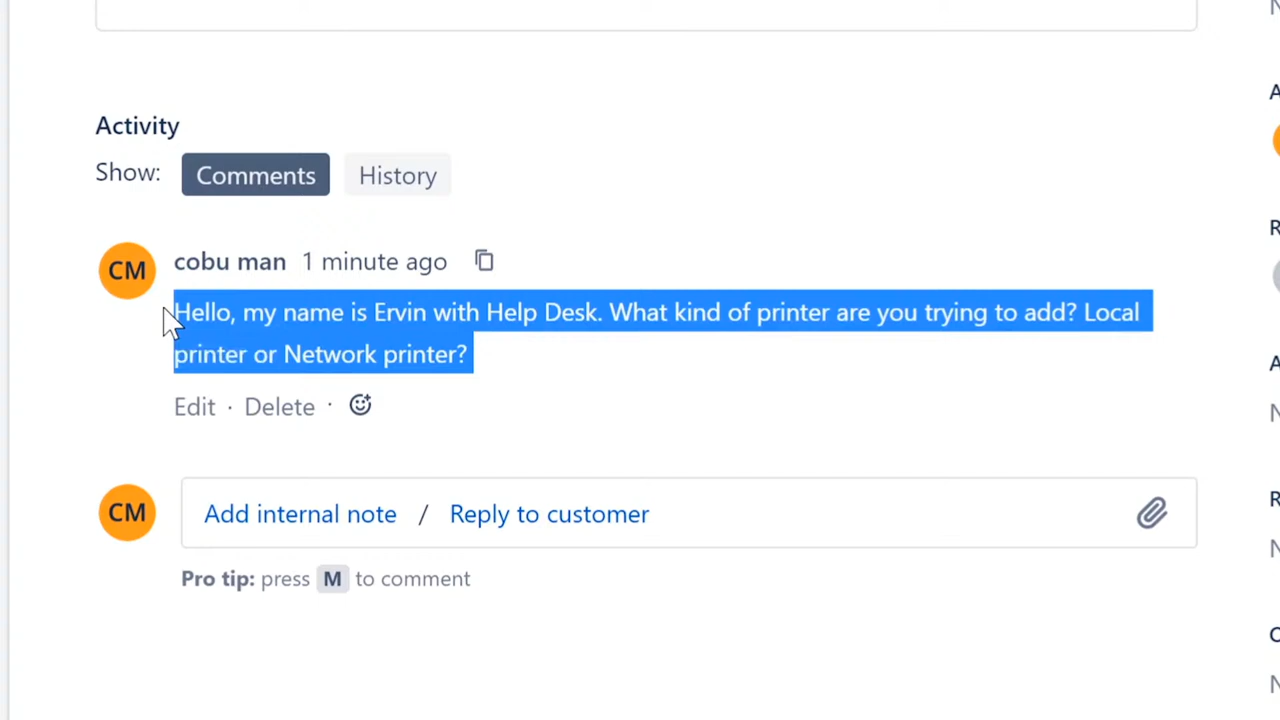 Activity
Show: Comments History
CM cobu man 1 minute ago
Hello, my name is Ervin with Help Desk. What kind of printer are you trying to add? Local
printer or Network printer?
Edit · Delete ·
CM Add internal note / Reply to customer
Pro tip: press M to comment